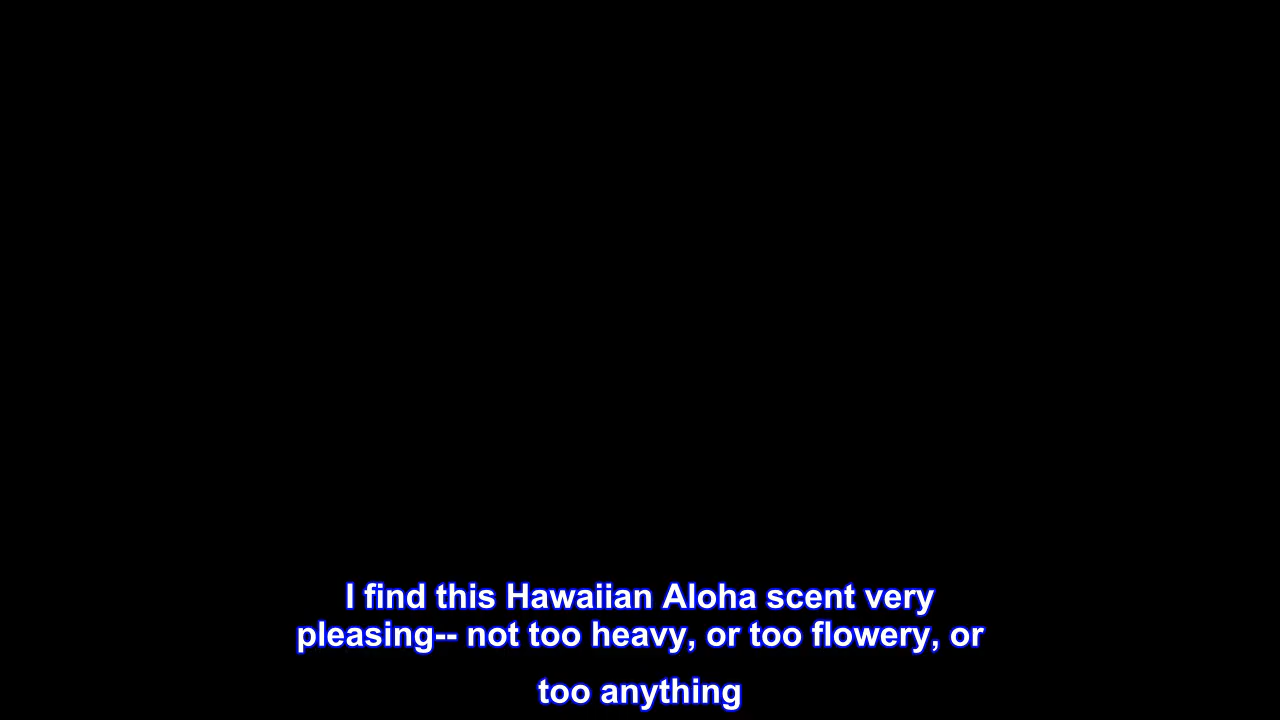 I find this Hawaiian Aloha scent very
pleasing-- not too heavy, or too flowery, or
too anything